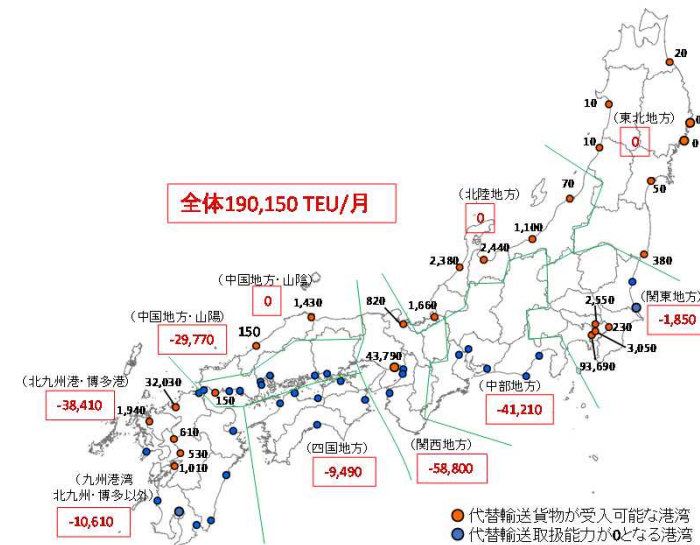 20
10
0
(東北地方)
10
0
0
50
70
(北陸地方)
0
全体190,150 TEU/月
1,100
2,440
2,380
380
(中国地方・山陰)
0
1,430
820
1,660
2,550
(関東地方)
-1,850
230
3,050
93,690
(中国地方・山陽)
-29,770
150
43,790
(北九州港・博多港)
-38,410
32,030
150
(中部地方)
-41,210
1,940
610
530
1,010
(四国地方)
-9,490
(関西地方)
-58,800
(九州港湾
北九州・博多以外)
-10,610
代替輸送貨物が受入可能な港湾
代替輸送取扱能力が0となる港湾